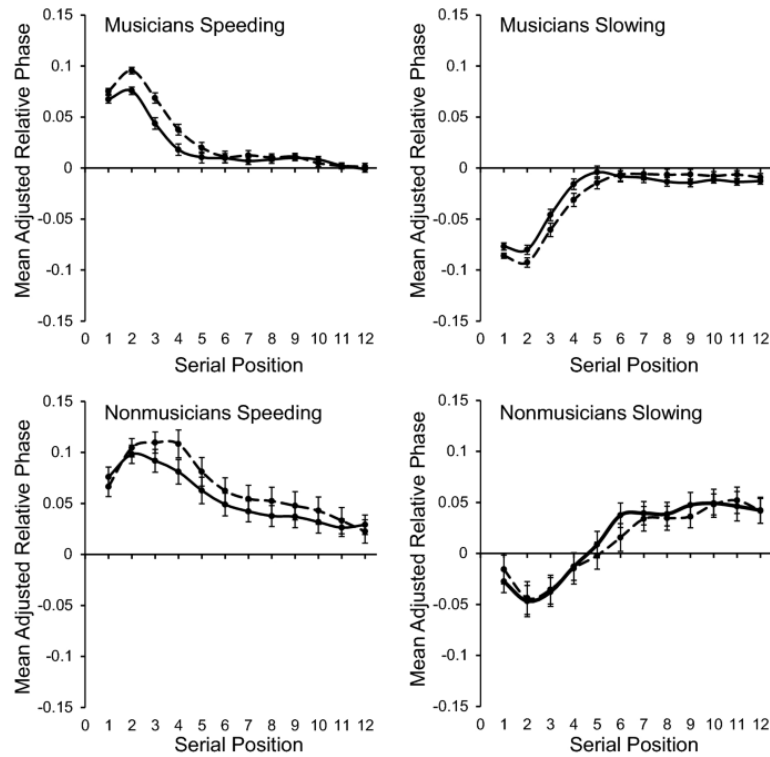 Musicians Speeding
Mean Adjusted Relative Phase
0.15
0.1
0.05
0
-0.05
-0.1
-0.15
0 1 2 3 4 5 6 7 8 9 10 11 12
Serial Position
Musicians Slowing
Mean Adjusted Relative Phase
0.15
0.1
0.05
0
-0.05
-0.1
-0.15
0 1 2 3 4 5 6 7 8 9 10 11 12
Serial Position
Nonmusicians Speeding
Mean Adjusted Relative Phase
0.15
0.1
0.05
0
-0.05
-0.1
-0.15
0 1 2 3 4 5 6 7 8 9 10 11 12
Serial Position
Nonmusicians Slowing
Mean Adjusted Relative Phase
0.15
0.1
0.05
0
-0.05
-0.1
-0.15
0 1 2 3 4 5 6 7 8 9 10 11 12
Serial Position